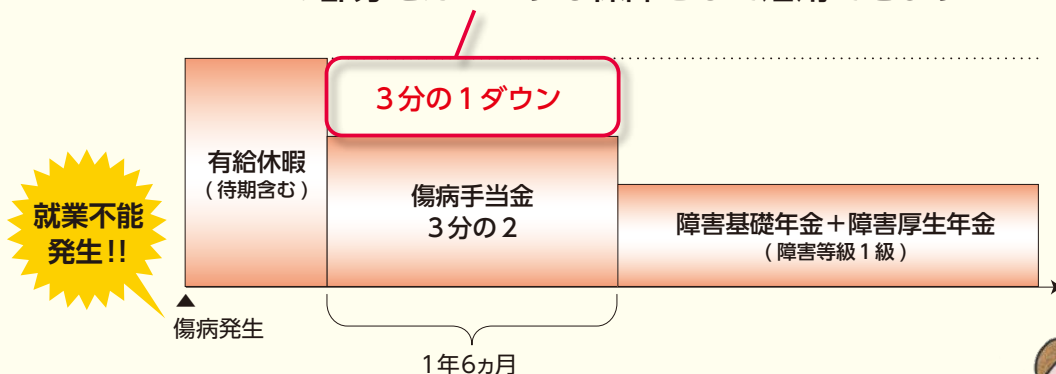 3分の1ダウン
有給休暇
(待期含む)
傷病手当金
3分の2
障害基礎年金+障害厚生年金
(障害等級1級)
就業不能
発生!!
▲
傷病発生
1年6ヵ月